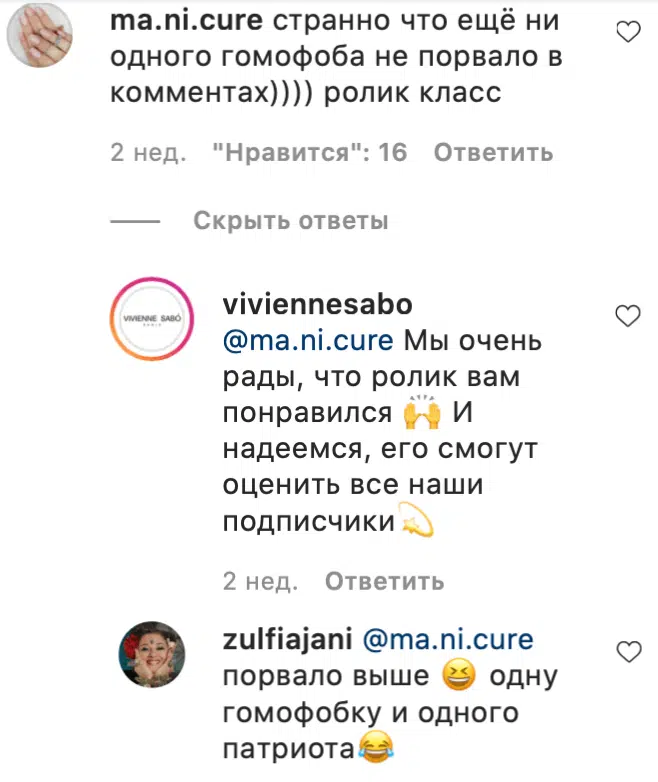 ma.ni.cure странно что ещё ни
одного гомофоба не порвало в
комментах)))) ролик класс
2 нед. "Нравится": 16 Ответить
Скрыть ответы
VIVIENNE SABÓ
PARIS
viviennesabo
@ma.ni.cure Мы очень
рады, что ролик вам
понравился 🙌 И
надеемся, его смогут
оценить все наши
подписчики💫
2 нед. Ответить
zulfiajani @ma.ni.cure
порвало выше 😆 одну
гомофобку и одного
патриота😂